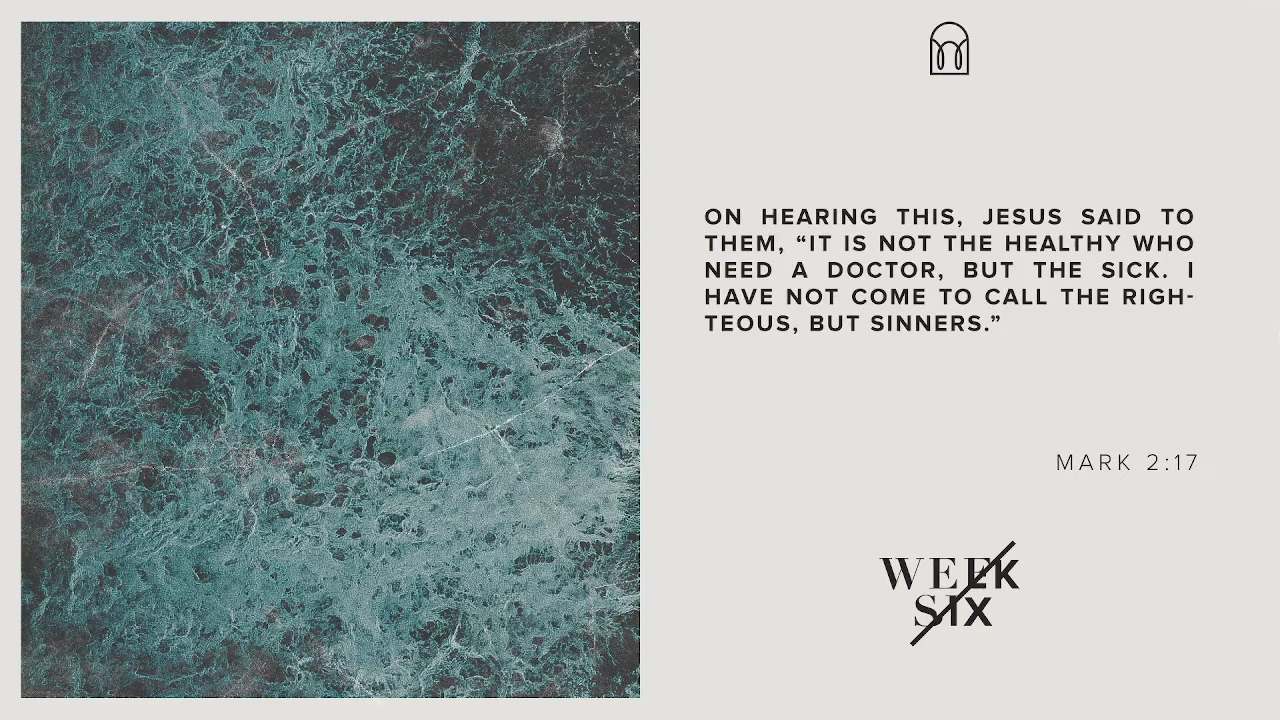 ON HEARING THIS, JESUS SAID TO
THEM, “IT IS NOT THE HEALTHY WHO
NEED A DOCTOR, BUT THE SICK. I
HAVE NOT COME TO CALL THE RIGH-
TEOUS, BUT SINNERS.”
MARK 2:17
WEEK
SIX